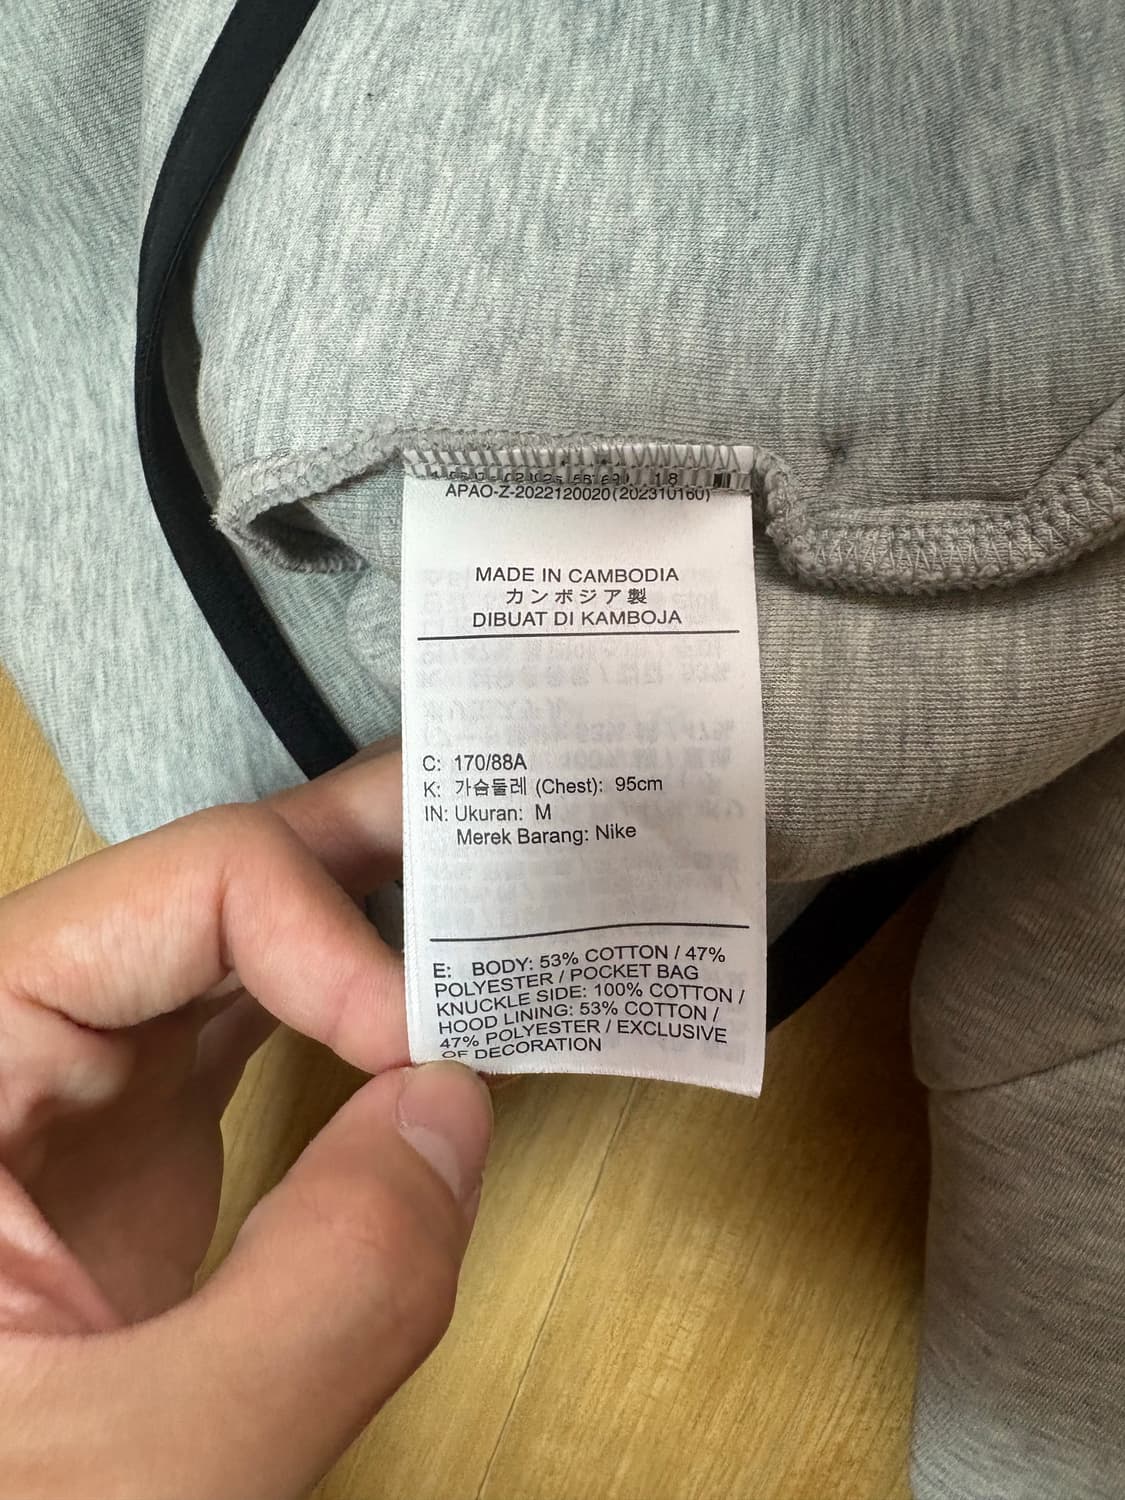 APAO-Z-2022120020(202310160)
MADE IN CAMBODIA
カンボジア製
DIBUAT DI KAMBOJA
C: 170/88A
K: 가슴둘레 (Chest): 95cm
IN: Ukuran: M
Merek Barang: Nike
E: BODY: 53% COTTON / 47%
POLYESTER / POCKET BAG
KNUCKLE SIDE: 100% COTTON /
HOOD LINING: 53% COTTON /
47% POLYESTER / EXCLUSIVE
OF DECORATION